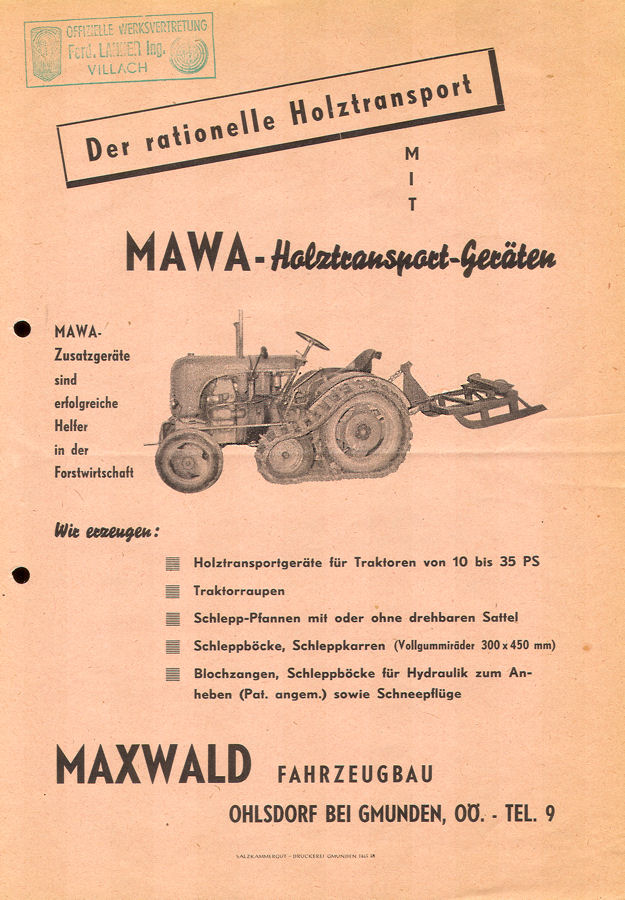 OFFIZIELLE WERKSVERTRETUNG
Ferd. Ing.
VILLACH
Der rationelle Holztransport
MIT
MAWA-Holztransport-Geräten
MAWA-
Zusatzgeräte
sind
erfolgreiche
Helfer
in der
Forstwirtschaft
Wir erzeugen:
Holztransportgeräte für Traktoren von 10 bis 35 PS
Traktorraupen
Schlepp-Pfannen mit oder ohne drehbaren Sattel
Schleppböcke, Schleppkarren (Vollgummiräder 300 x 450 mm)
Blochzangen, Schleppböcke für Hydraulik zum An-
heben (Pat. angem.) sowie Schneepflüge
MAXWALD FAHRZEUGBAU
OHLSDORF BEI GMUNDEN, OÖ. - TEL. 9
SALZKAMMERGUT - DRUCKEREI GMUNDEN